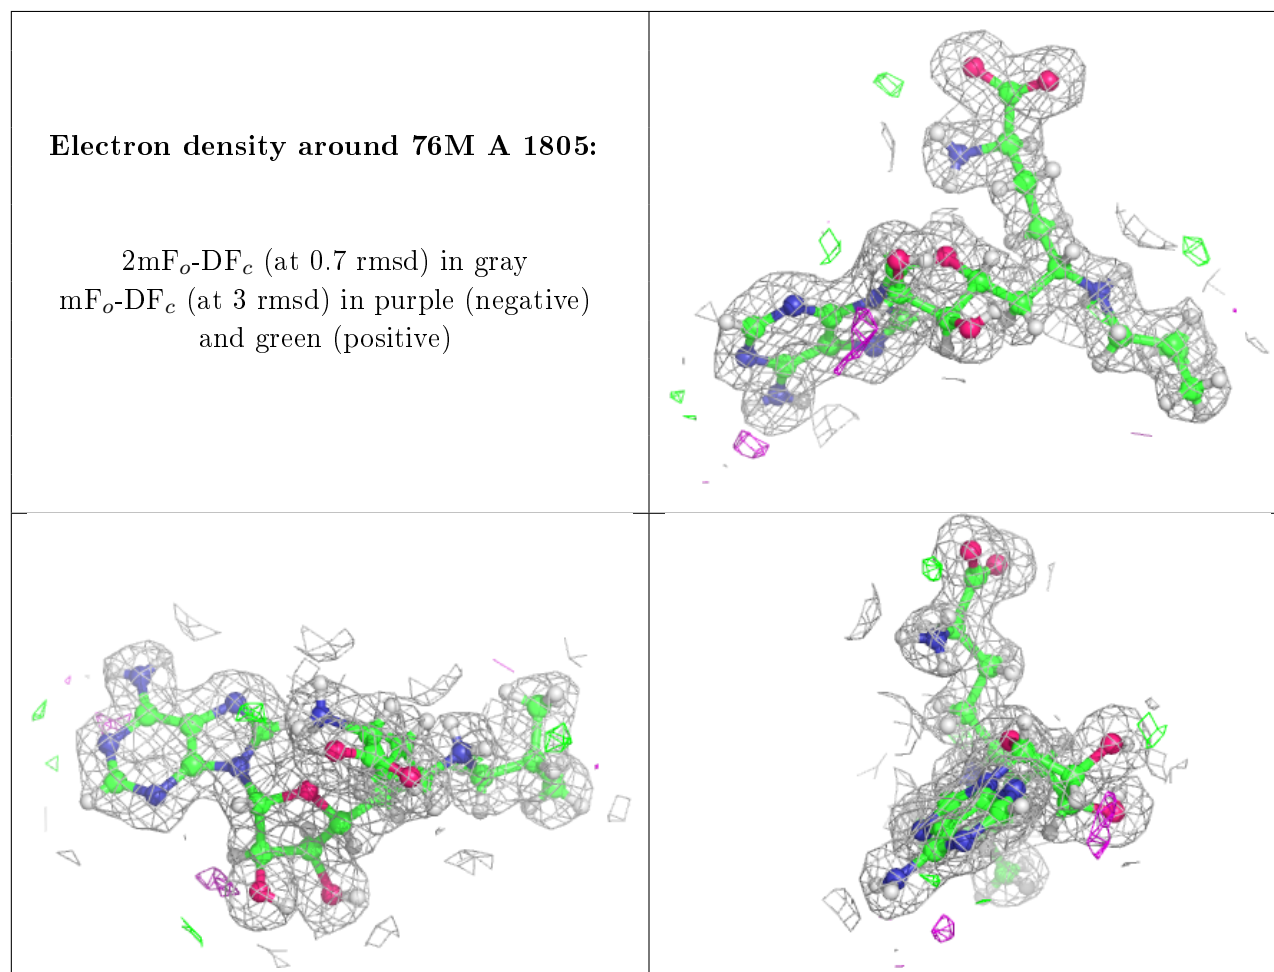 Electron density around 76M A 1805:
2mFₒ-DF𝒸 (at 0.7 rmsd) in gray
mFₒ-DF𝒸 (at 3 rmsd) in purple (negative)
and green (positive)